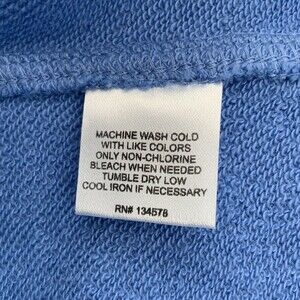 MACHINE WASH COLD
WITH LIKE COLORS
ONLY NON-CHLORINE
BLEACH WHEN NEEDED
TUMBLE DRY LOW
COOL IRON IF NECESSARY
RN# 134578